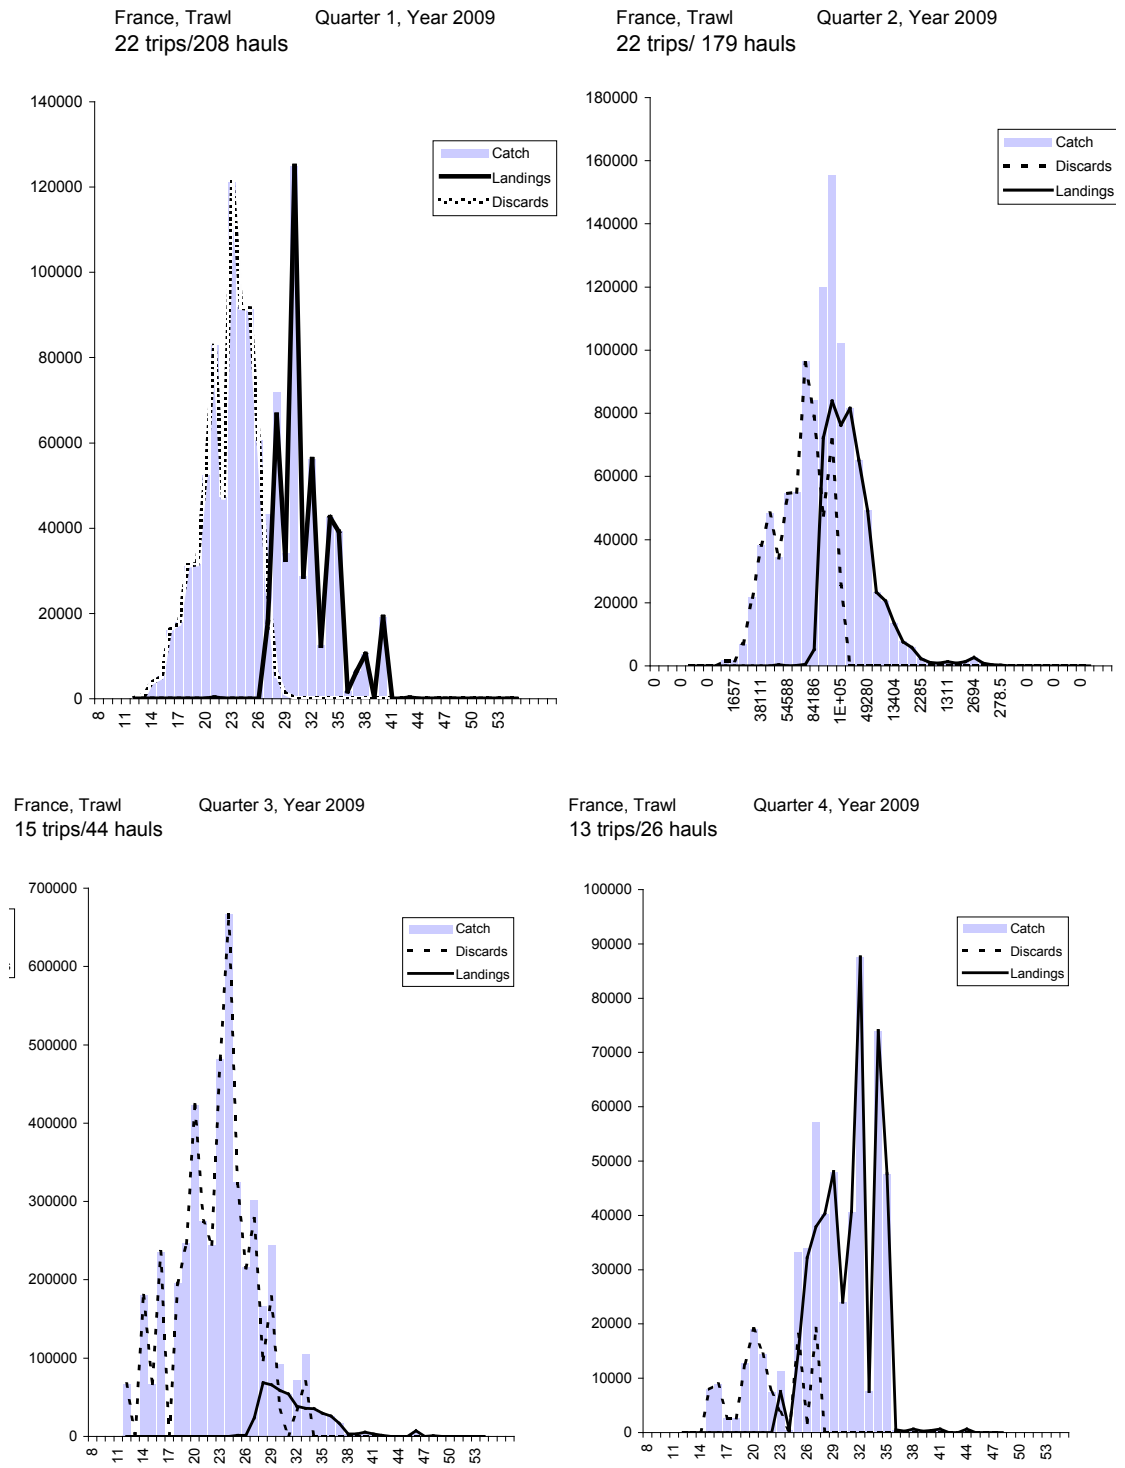 France, Trawl Quarter 1, Year 2009
22 trips/208 hauls
140000
120000
100000
80000
60000
40000
20000
0
Catch
Landings
Discards
8 11 14 17 20 23 26 29 32 35 38 41 44 47 50 53
France, Trawl Quarter 2, Year 2009
22 trips/ 179 hauls
180000
160000
140000
120000
100000
80000
60000
40000
20000
0
Catch
Discards
Landings
0 0 0 1657 38111 54588 84186 1E+05 49280 13404 2285 1311 2694 278.5 0 0 0
France, Trawl Quarter 3, Year 2009
15 trips/44 hauls
700000
600000
500000
400000
300000
200000
100000
0
Catch
Discards
Landings
8 11 14 17 20 23 26 29 32 35 38 41 44 47 50 53
France, Trawl Quarter 4, Year 2009
13 trips/26 hauls
100000
90000
80000
70000
60000
50000
40000
30000
20000
10000
0
Catch
Discards
Landings
8 11 14 17 20 23 26 29 32 35 38 41 44 47 50 53